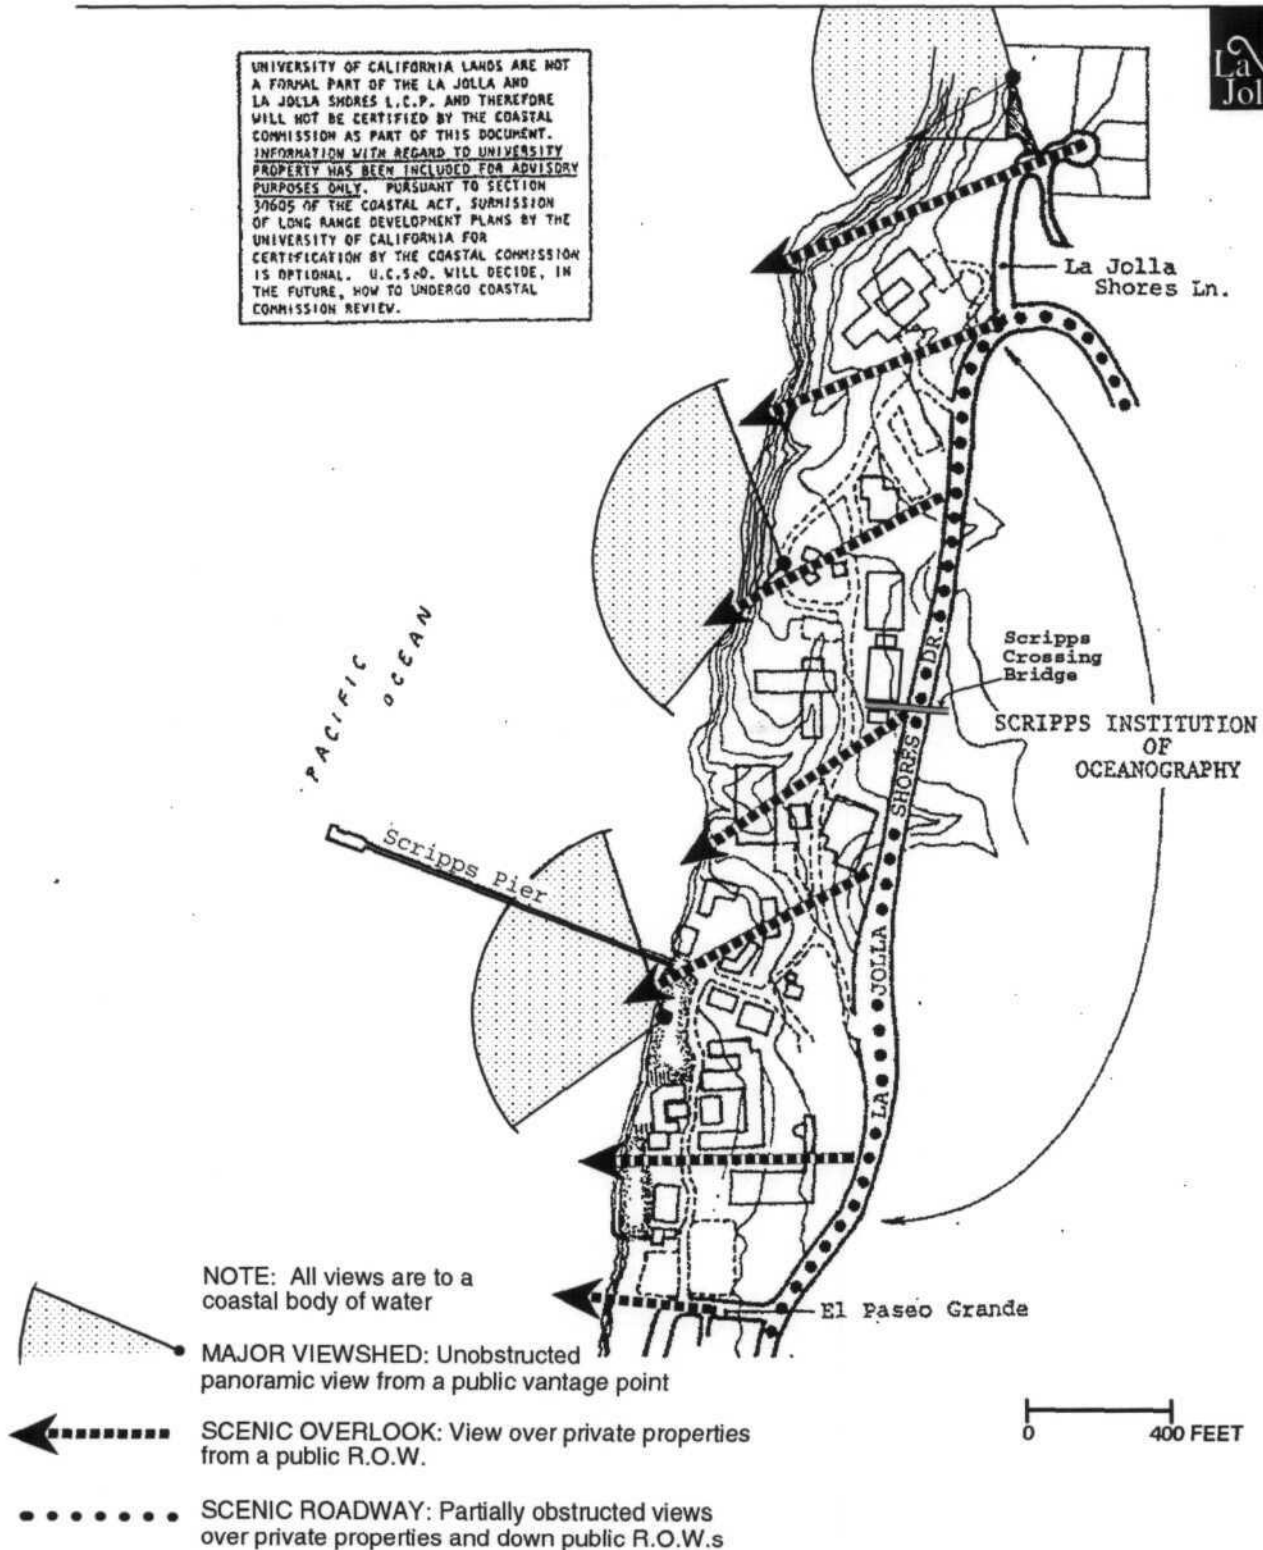 UNIVERSITY OF CALIFORNIA LANDS ARE NOT
A FORMAL PART OF THE LA JOLLA AND
LA JOLLA SHORES L.C.P. AND THEREFORE
WILL NOT BE CERTIFIED BY THE COASTAL
COMMISSION AS PART OF THIS DOCUMENT.
INFORMATION WITH REGARD TO UNIVERSITY
PROPERTY HAS BEEN INCLUDED FOR ADVISORY
PURPOSES ONLY. PURSUANT TO SECTION
30605 OF THE COASTAL ACT, SUBMISSION
OF LONG RANGE DEVELOPMENT PLANS BY THE
UNIVERSITY OF CALIFORNIA FOR
CERTIFICATION BY THE COASTAL COMMISSION
IS OPTIONAL. U.C.S.D. WILL DECIDE, IN
THE FUTURE, HOW TO UNDERGO COASTAL
COMMISSION REVIEW.
La
Jol
La Jolla
Shores Ln.
PACIFIC
OCEAN
Scripps
Crossing
Bridge
SCRIPPS INSTITUTION
OF
OCEANOGRAPHY
LA JOLLA SHORES DR.
Scripps Pier
El Paseo Grande
NOTE: All views are to a
coastal body of water
MAJOR VIEWSHED: Unobstructed
panoramic view from a public vantage point
SCENIC OVERLOOK: View over private properties
from a public R.O.W.
SCENIC ROADWAY: Partially obstructed views
over private properties and down public R.O.W.s
0 400 FEET